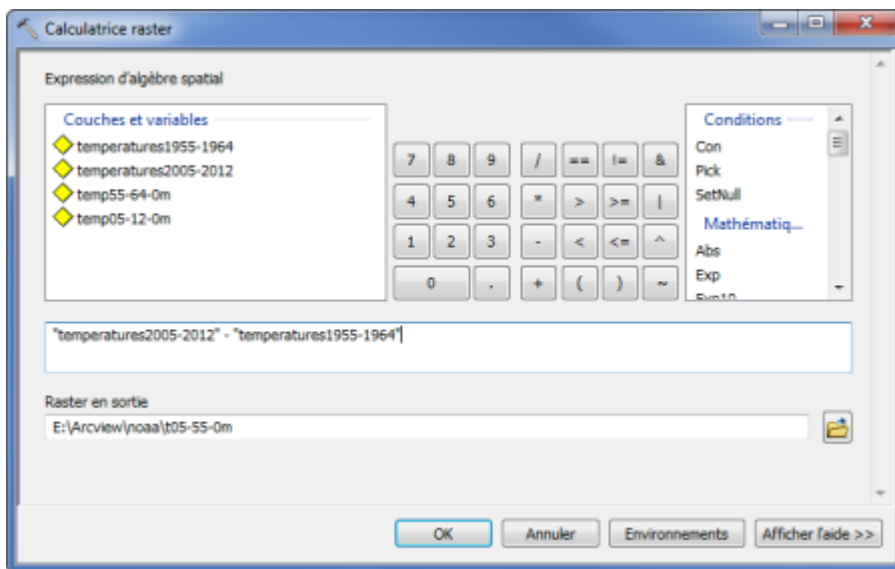 Calculatrice raster
Expression d'algèbre spatial
Couches et variables
temperatures1955-1964
temperatures2005-2012
temp55-64-0m
temp05-12-0m
7 8 9 / == != &
4 5 6 * > >= |
1 2 3 - < <= ^
0 . + ( ) ~
Conditions
Con
Pick
SetNull
Mathématiq...
Abs
Exp
Exp10
"temperatures2005-2012" - "temperatures1955-1964"
Raster en sortie
E:\Arcview\noaa\t05-55-0m
OK Annuler Environnements Afficher l'aide >>